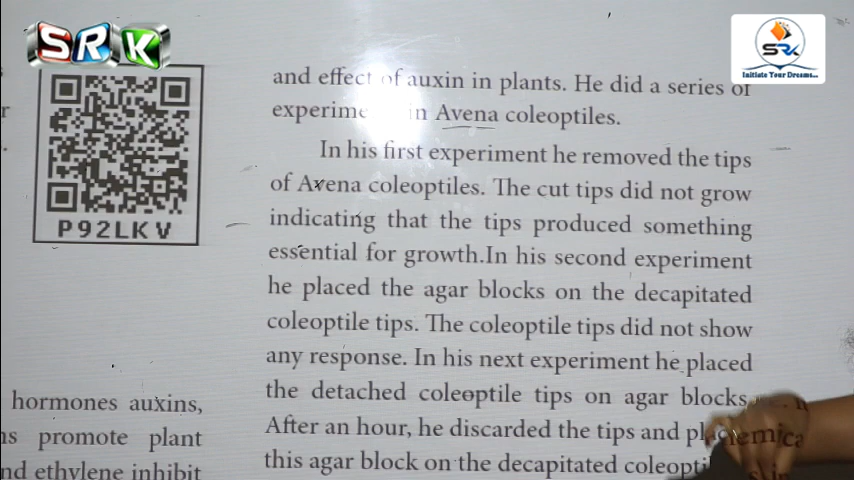 SRK
SRK
Initiate Your Dreams...
P92LKV
hormones auxins,
promote plant
ethylene inhibit
and effect of auxin in plants. He did a series of
in Avena coleoptiles.
In his first experiment he removed the tips
of Avena coleoptiles. The cut tips did not grow
indicating that the tips produced something
essential for growth.In his second experiment
he placed the agar blocks on the decapitated
coleoptile tips. The coleoptile tips did not show
any response. In his next experiment he placed
the detached coleoptile tips on agar blocks.
After an hour, he discarded the tips and
this agar block on the decapitated